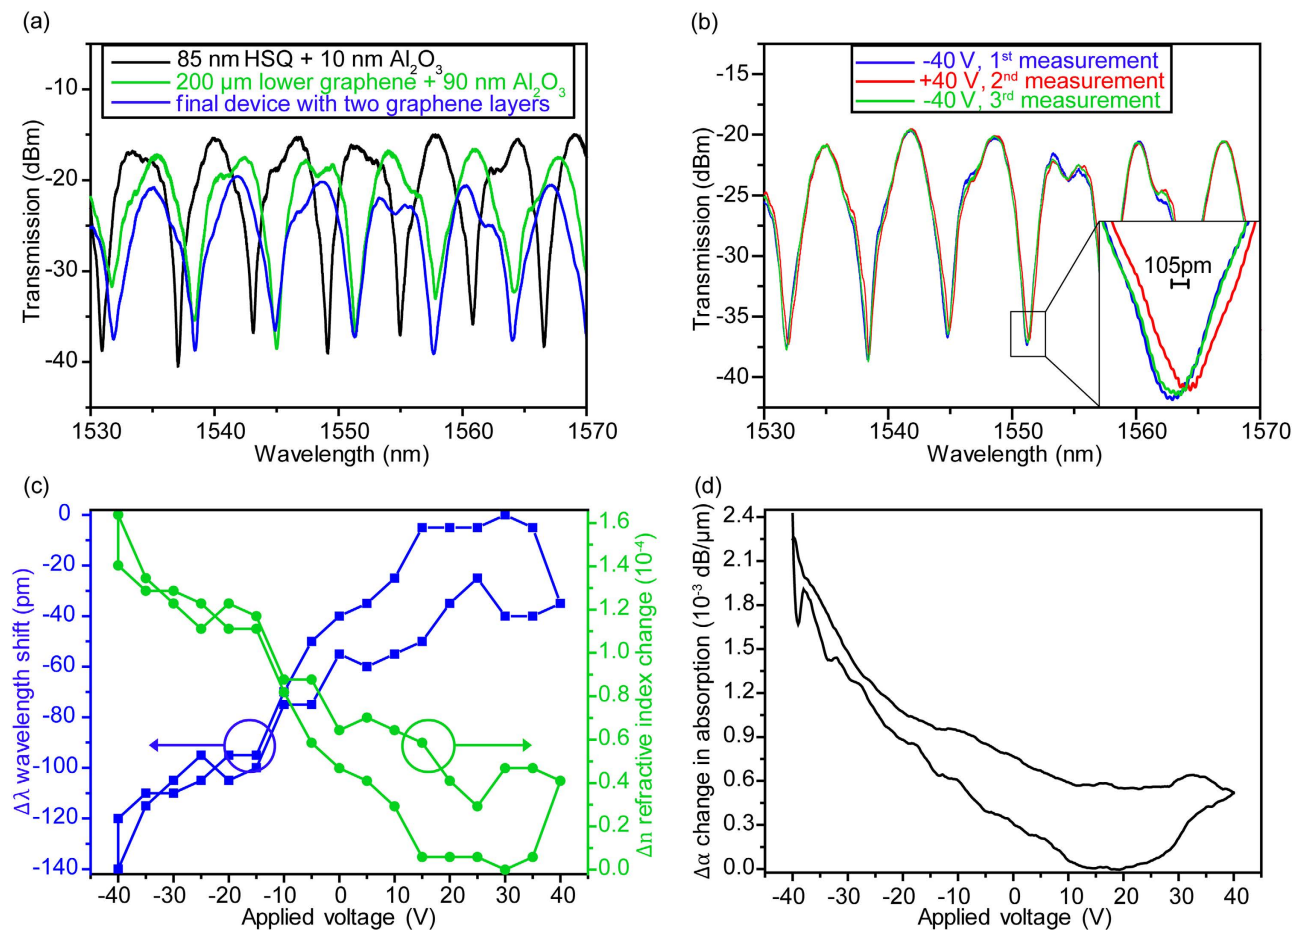 (a)
85 nm HSQ + 10 nm Al₂O₃
200 µm lower graphene + 90 nm Al₂O₃
final device with two graphene layers
Transmission (dBm)
-10
-20
-30
-40
1530 1540 1550 1560 1570
Wavelength (nm)
(b)
-40 V, 1ˢᵗ measurement
+40 V, 2ⁿᵈ measurement
-40 V, 3ʳᵈ measurement
Transmission (dBm)
-15
-20
-25
-30
-35
-40
105pm
1530 1540 1550 1560 1570
Wavelength (nm)
(c)
Δλ wavelength shift (pm)
0
-20
-40
-60
-80
-100
-120
-140
1.6
1.4
1.2
1.0
0.8
0.6
0.4
0.2
0.0
Δn refractive index change (10⁻⁴)
-40 -30 -20 -10 0 10 20 30 40
Applied voltage (V)
(d)
Δα change in absorption (10⁻³ dB/µm)
2.4
2.1
1.8
1.5
1.2
0.9
0.6
0.3
0.0
-40 -30 -20 -10 0 10 20 30 40
Applied voltage (V)